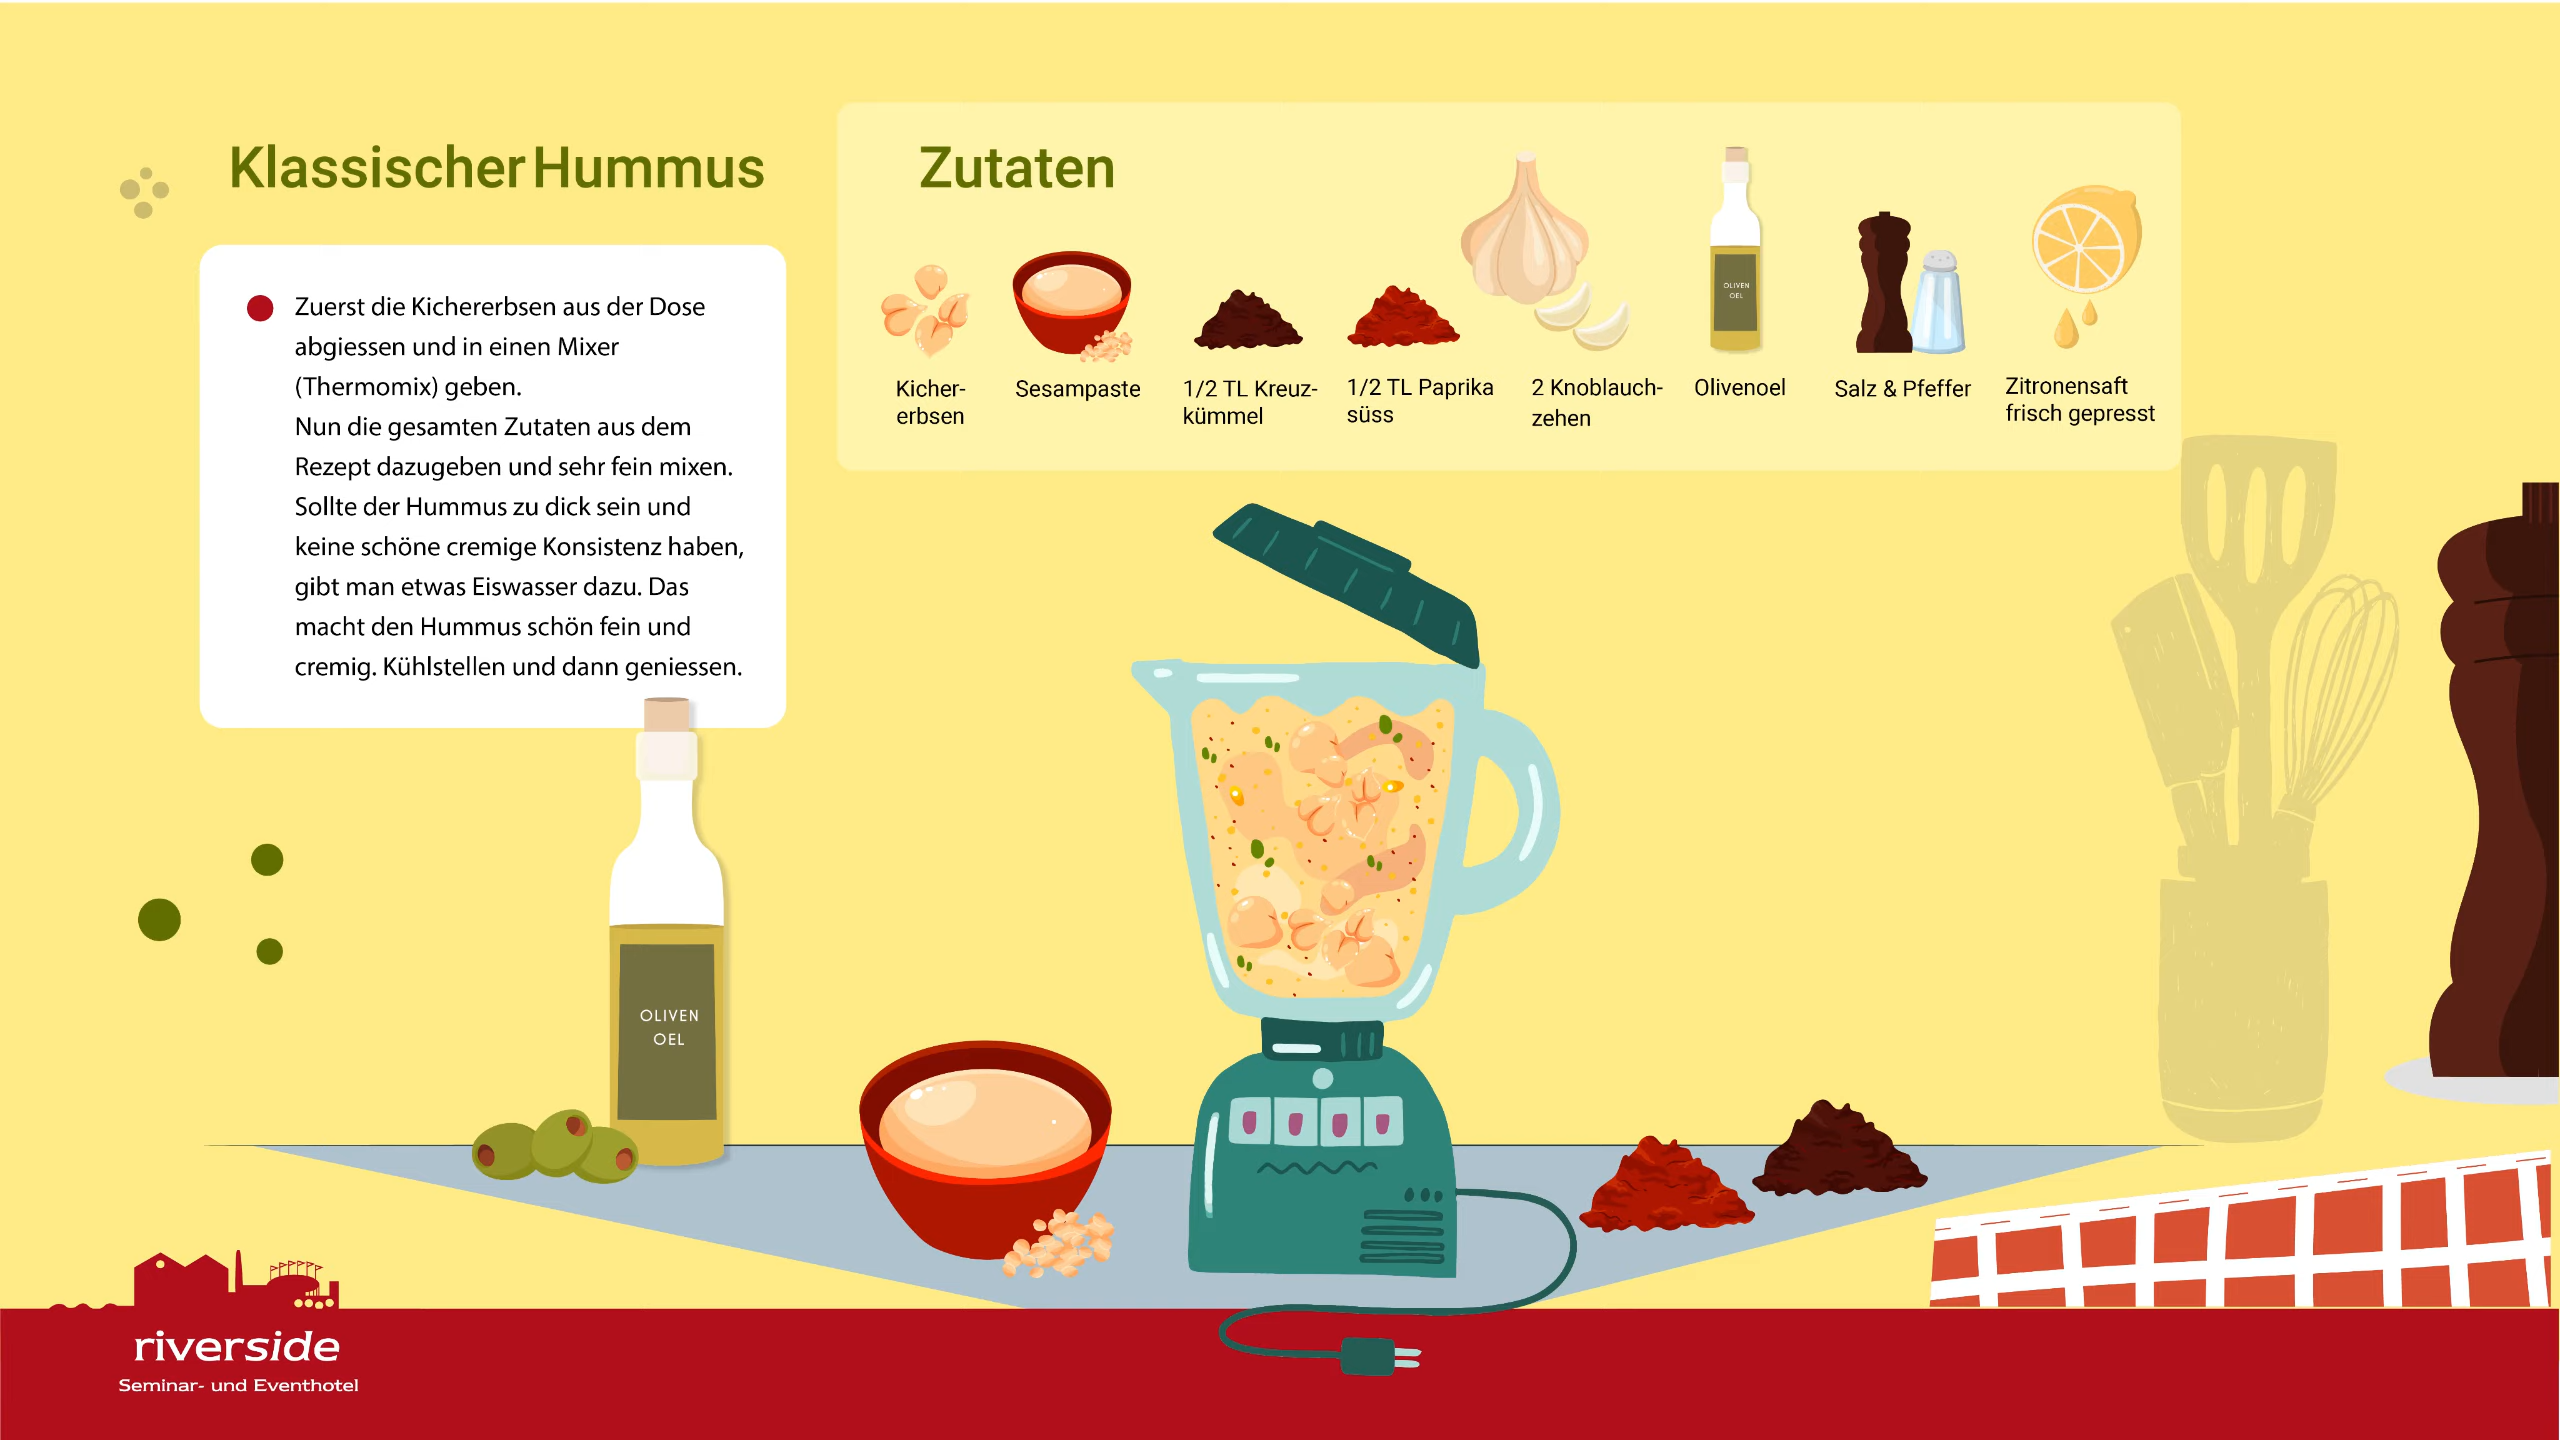 Klassischer Hummus
Zuerst die Kichererbsen aus der Dose
abgiessen und in einen Mixer
(Thermomix) geben.
Nun die gesamten Zutaten aus dem
Rezept dazugeben und sehr fein mixen.
Sollte der Hummus zu dick sein und
keine schöne cremige Konsistenz haben,
gibt man etwas Eiswasser dazu. Das
macht den Hummus schön fein und
cremig. Kühlstellen und dann geniessen.
Zutaten
OLIVEN
OEL
Kicher-
erbsen
Sesampaste
1/2 TL Kreuz-
kümmel
1/2 TL Paprika
süss
2 Knoblauch-
zehen
Olivenoel
Salz & Pfeffer
Zitronensaft
frisch gepresst
OLIVEN
OEL
riverside
Seminar- und Eventhotel